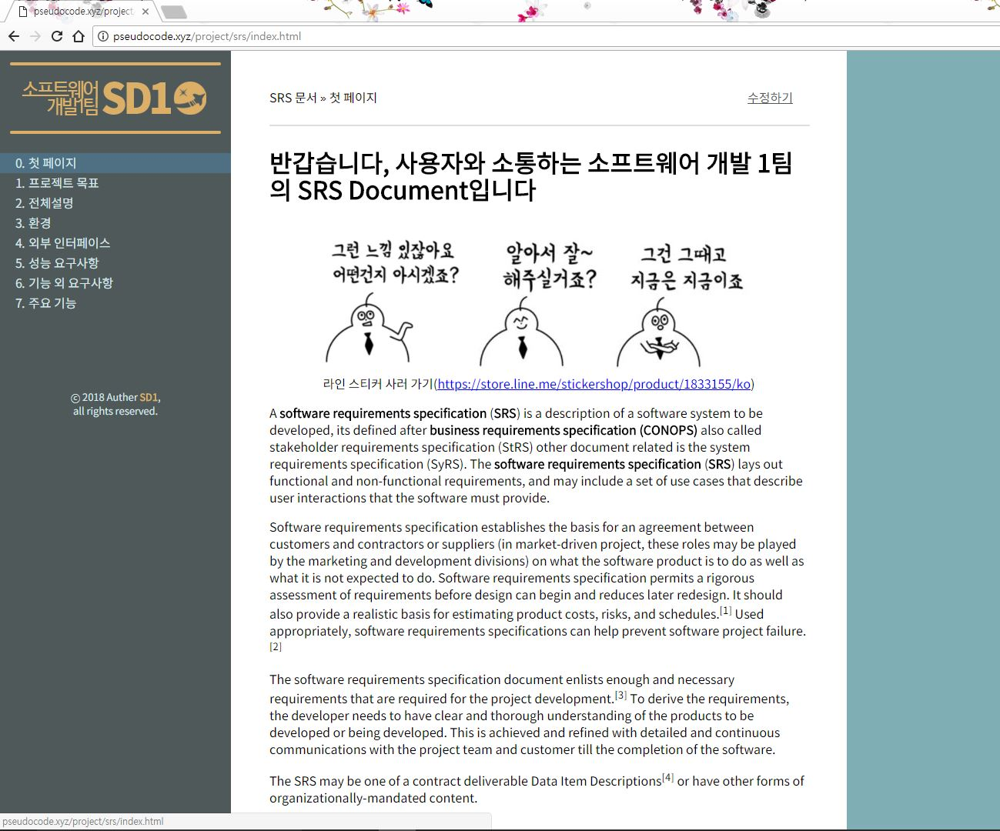 pseudocode.xyz/project
pseudocode.xyz/project/srs/index.html
소프트웨어
개발1팀 SD1
0. 첫 페이지
1. 프로젝트 목표
2. 전체설명
3. 환경
4. 외부 인터페이스
5. 성능 요구사항
6. 기능 외 요구사항
7. 주요 기능
ⓒ 2018 Auther SD1,
all rights reserved.
SRS 문서 » 첫 페이지
수정하기
반갑습니다, 사용자와 소통하는 소프트웨어 개발 1팀
의 SRS Document입니다
그런 느낌 있잖아요
어떤건지 아시겠죠?
알아서 잘~
해주실거죠?
그건 그때고
지금은 지금이죠
라인 스티커 사러 가기(https://store.line.me/stickershop/product/1833155/ko)
A software requirements specification (SRS) is a description of a software system to be
developed, its defined after business requirements specification (CONOPS) also called
stakeholder requirements specification (StRS) other document related is the system
requirements specification (SyRS). The software requirements specification (SRS) lays out
functional and non-functional requirements, and may include a set of use cases that describe
user interactions that the software must provide.
Software requirements specification establishes the basis for an agreement between
customers and contractors or suppliers (in market-driven project, these roles may be played
by the marketing and development divisions) on what the software product is to do as well as
what it is not expected to do. Software requirements specification permits a rigorous
assessment of requirements before design can begin and reduces later redesign. It should
also provide a realistic basis for estimating product costs, risks, and schedules.[1] Used
appropriately, software requirements specifications can help prevent software project failure.
[2]
The software requirements specification document enlists enough and necessary
requirements that are required for the project development.[3] To derive the requirements,
the developer needs to have clear and thorough understanding of the products to be
developed or being developed. This is achieved and refined with detailed and continuous
communications with the project team and customer till the completion of the software.
The SRS may be one of a contract deliverable Data Item Descriptions[4] or have other forms of
organizationally-mandated content.
pseudocode.xyz/project/srs/index.html